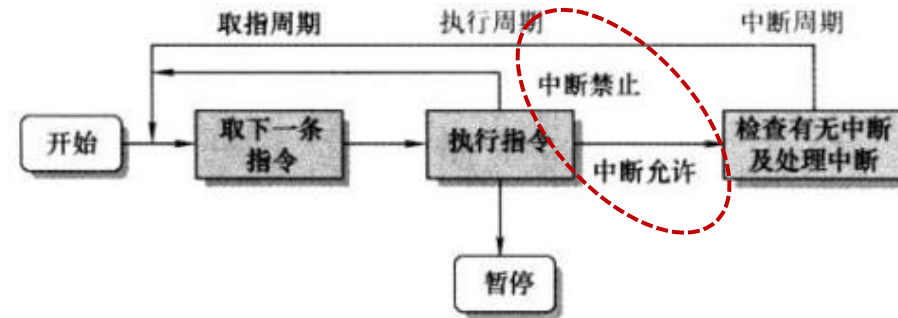 取指周期
执行周期
中断周期
中断禁止
开始
取下一条
指令
执行指令
中断允许
检查有无中断
及处理中断
暂停